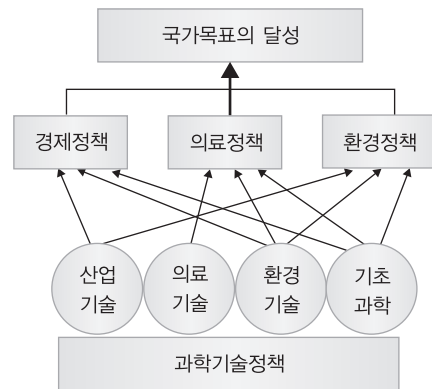 국가목표의 달성
경제정책
의료정책
환경정책
산업
기술
의료
기술
환경
기술
기초
과학
과학기술정책